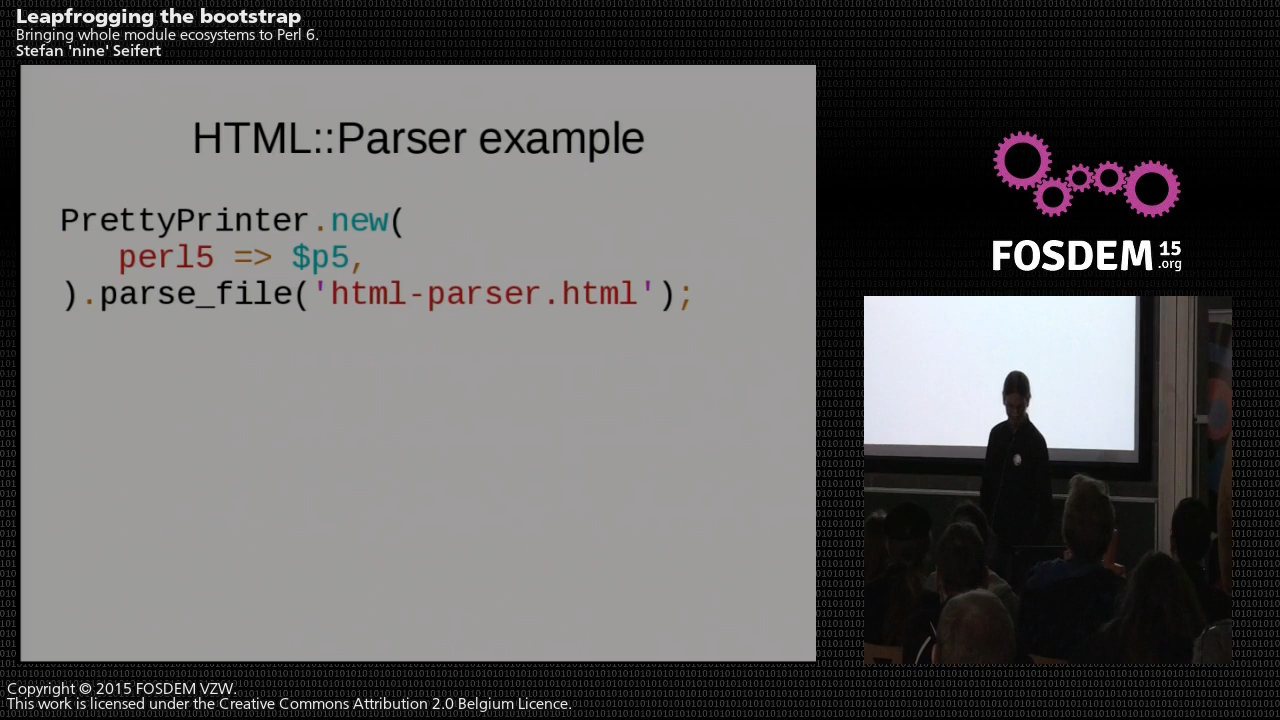 Leapfrogging the bootstrap
Bringing whole module ecosystems to Perl 6.
Stefan 'nine' Seifert
HTML::Parser example
PrettyPrinter.new(
perl5 => $p5,
).parse_file('html-parser.html');
FOSDEM 15 .org
Copyright © 2015 FOSDEM VZW.
This work is licensed under the Creative Commons Attribution 2.0 Belgium Licence.